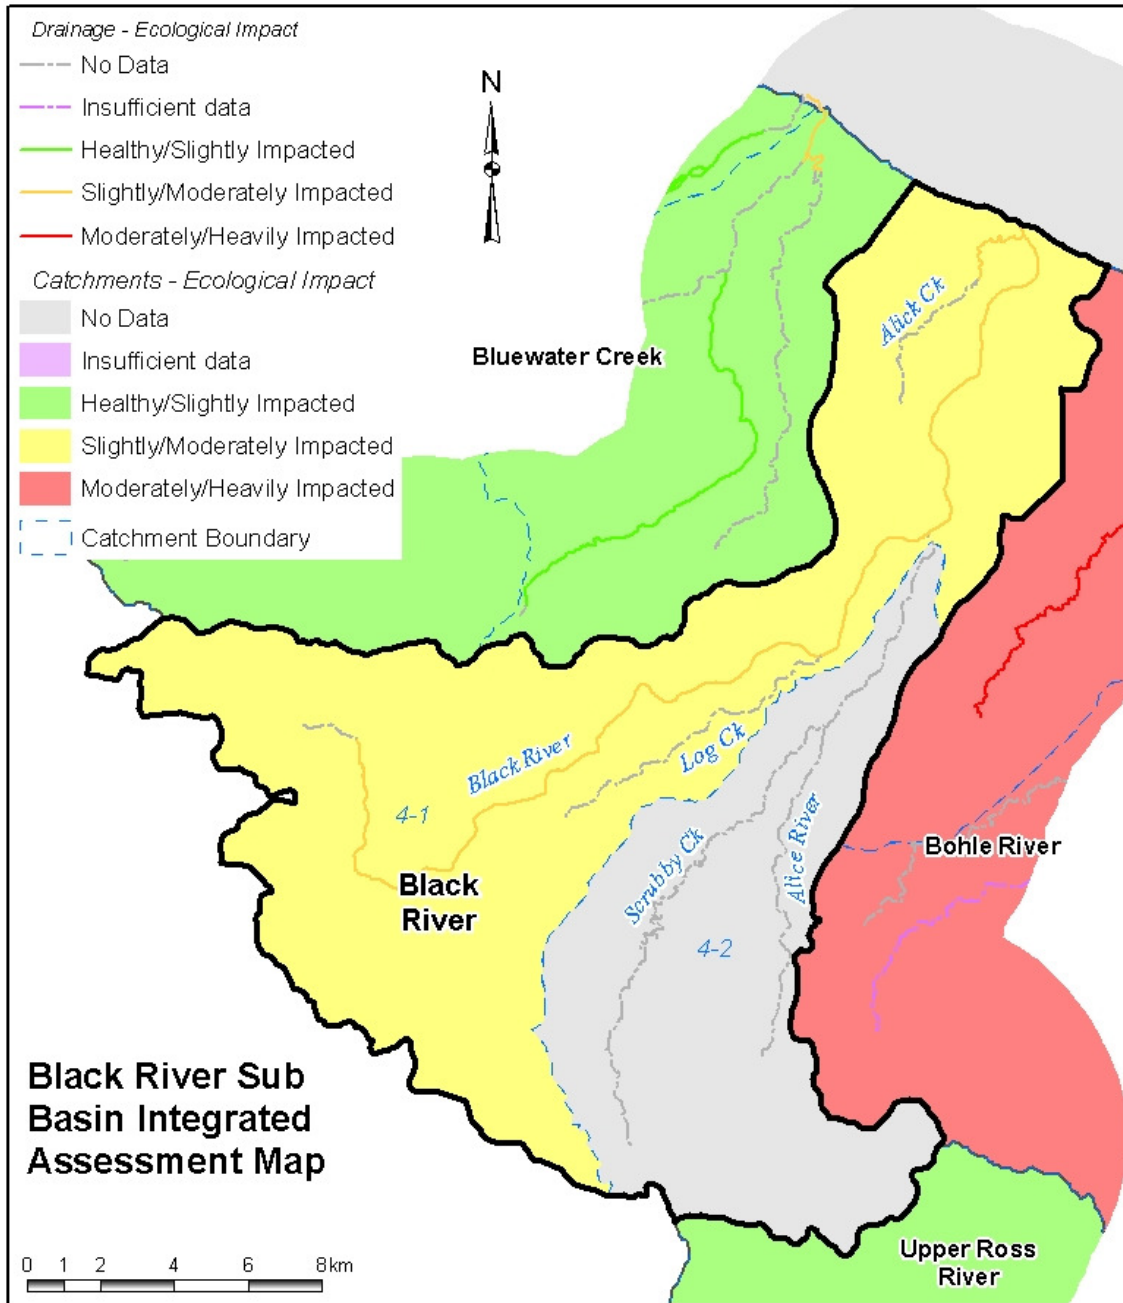 Drainage - Ecological Impact
No Data
Insufficient data
Healthy/Slightly Impacted
Slightly/Moderately Impacted
Moderately/Heavily Impacted
Catchments - Ecological Impact
No Data
Insufficient data
Healthy/Slightly Impacted
Slightly/Moderately Impacted
Moderately/Heavily Impacted
Catchment Boundary
N
Alick Ck
Bluewater Creek
Black River
Log Ck
4-1
Scrubby Ck
Alice River
Bohle River
Black
River
4-2
Black River Sub
Basin Integrated
Assessment Map
Upper Ross
River
0 1 2 4 6 8 km